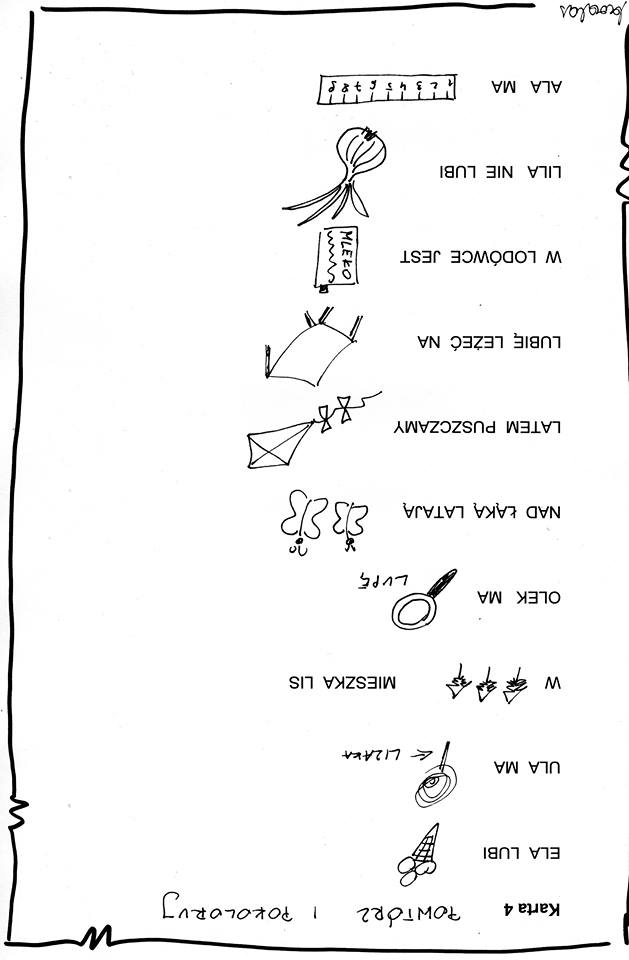 Karta 4 POWTÓRZ I POKOLORUJ
ELA LUBI
ULA MA ← LIZAKA
W MIESZKA LIS
OLEK MA LUPĘ
NAD ŁĄKĄ LATAJĄ
LATEM PUSZCZAMY
LUBIĘ LEŻEĆ NA
W LODÓWCE JEST MLEKO
LILA NIE LUBI
ALA MA 1 2 3 4 5 6 7 8 9